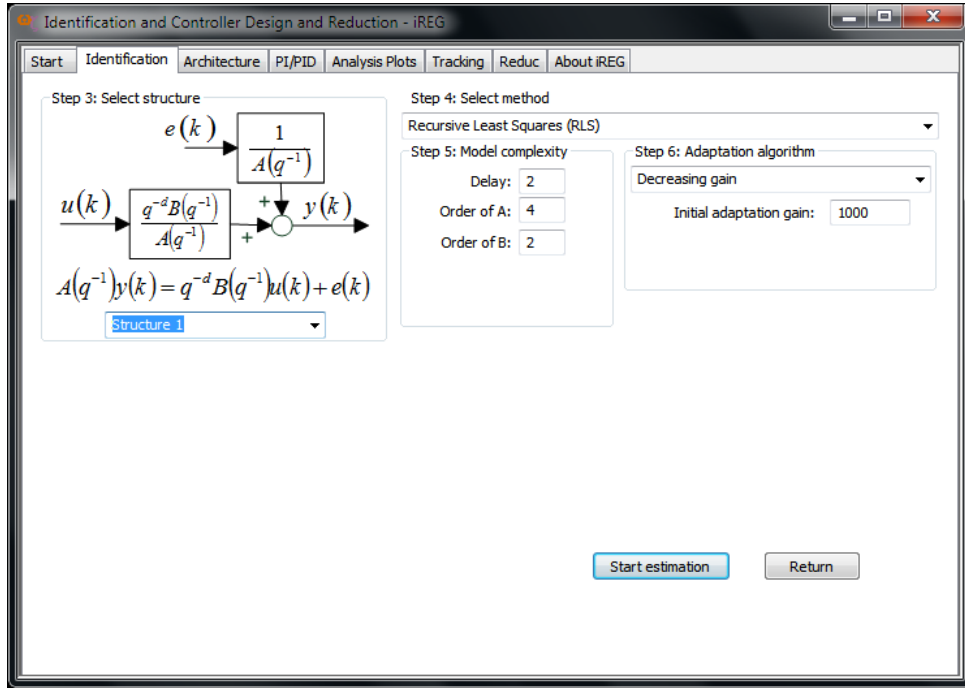 Identification and Controller Design and Reduction - iREG
Start Identification Architecture PI/PID Analysis Plots Tracking Reduc About iREG
Step 3: Select structure
e(k)
1
A(q⁻¹)
u(k)
q⁻ᵈB(q⁻¹)
A(q⁻¹)
+
+
y(k)
A(q⁻¹)y(k) = q⁻ᵈB(q⁻¹)u(k) + e(k)
Structure 1
Step 4: Select method
Recursive Least Squares (RLS)
Step 5: Model complexity
Delay: 2
Order of A: 4
Order of B: 2
Step 6: Adaptation algorithm
Decreasing gain
Initial adaptation gain: 1000
Start estimation Return